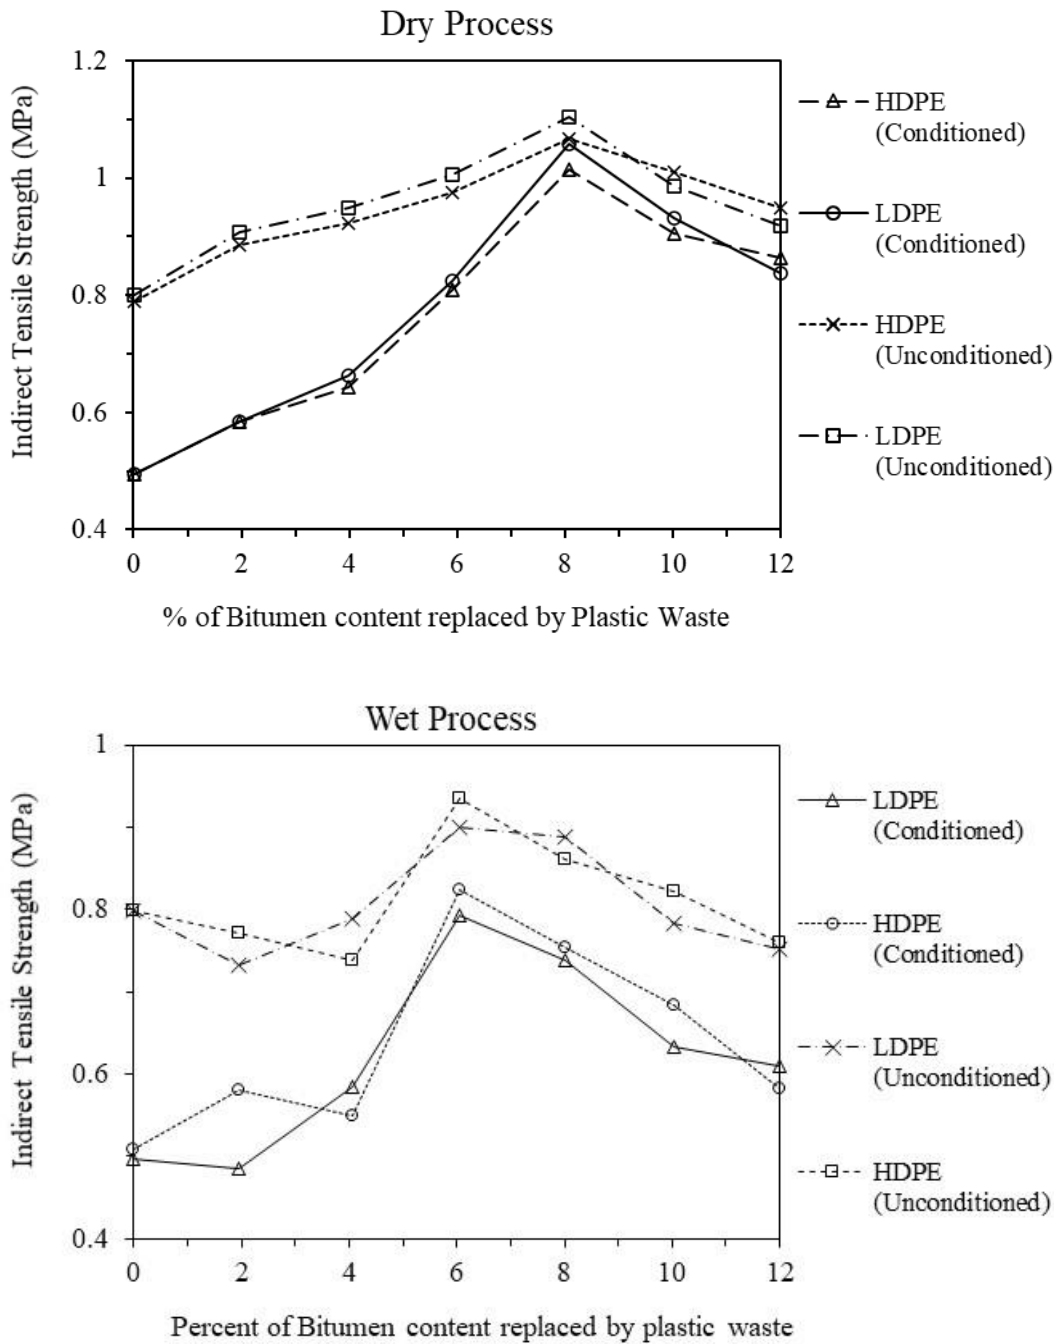 Dry Process
Indirect Tensile Strength (MPa)
1.2
1
0.8
0.6
0.4
0 2 4 6 8 10 12
% of Bitumen content replaced by Plastic Waste
HDPE
(Conditioned)
LDPE
(Conditioned)
HDPE
(Unconditioned)
LDPE
(Unconditioned)
Wet Process
Indirect Tensile Strength (MPa)
1
0.8
0.6
0.4
0 2 4 6 8 10 12
Percent of Bitumen content replaced by plastic waste
LDPE
(Conditioned)
HDPE
(Conditioned)
LDPE
(Unconditioned)
HDPE
(Unconditioned)